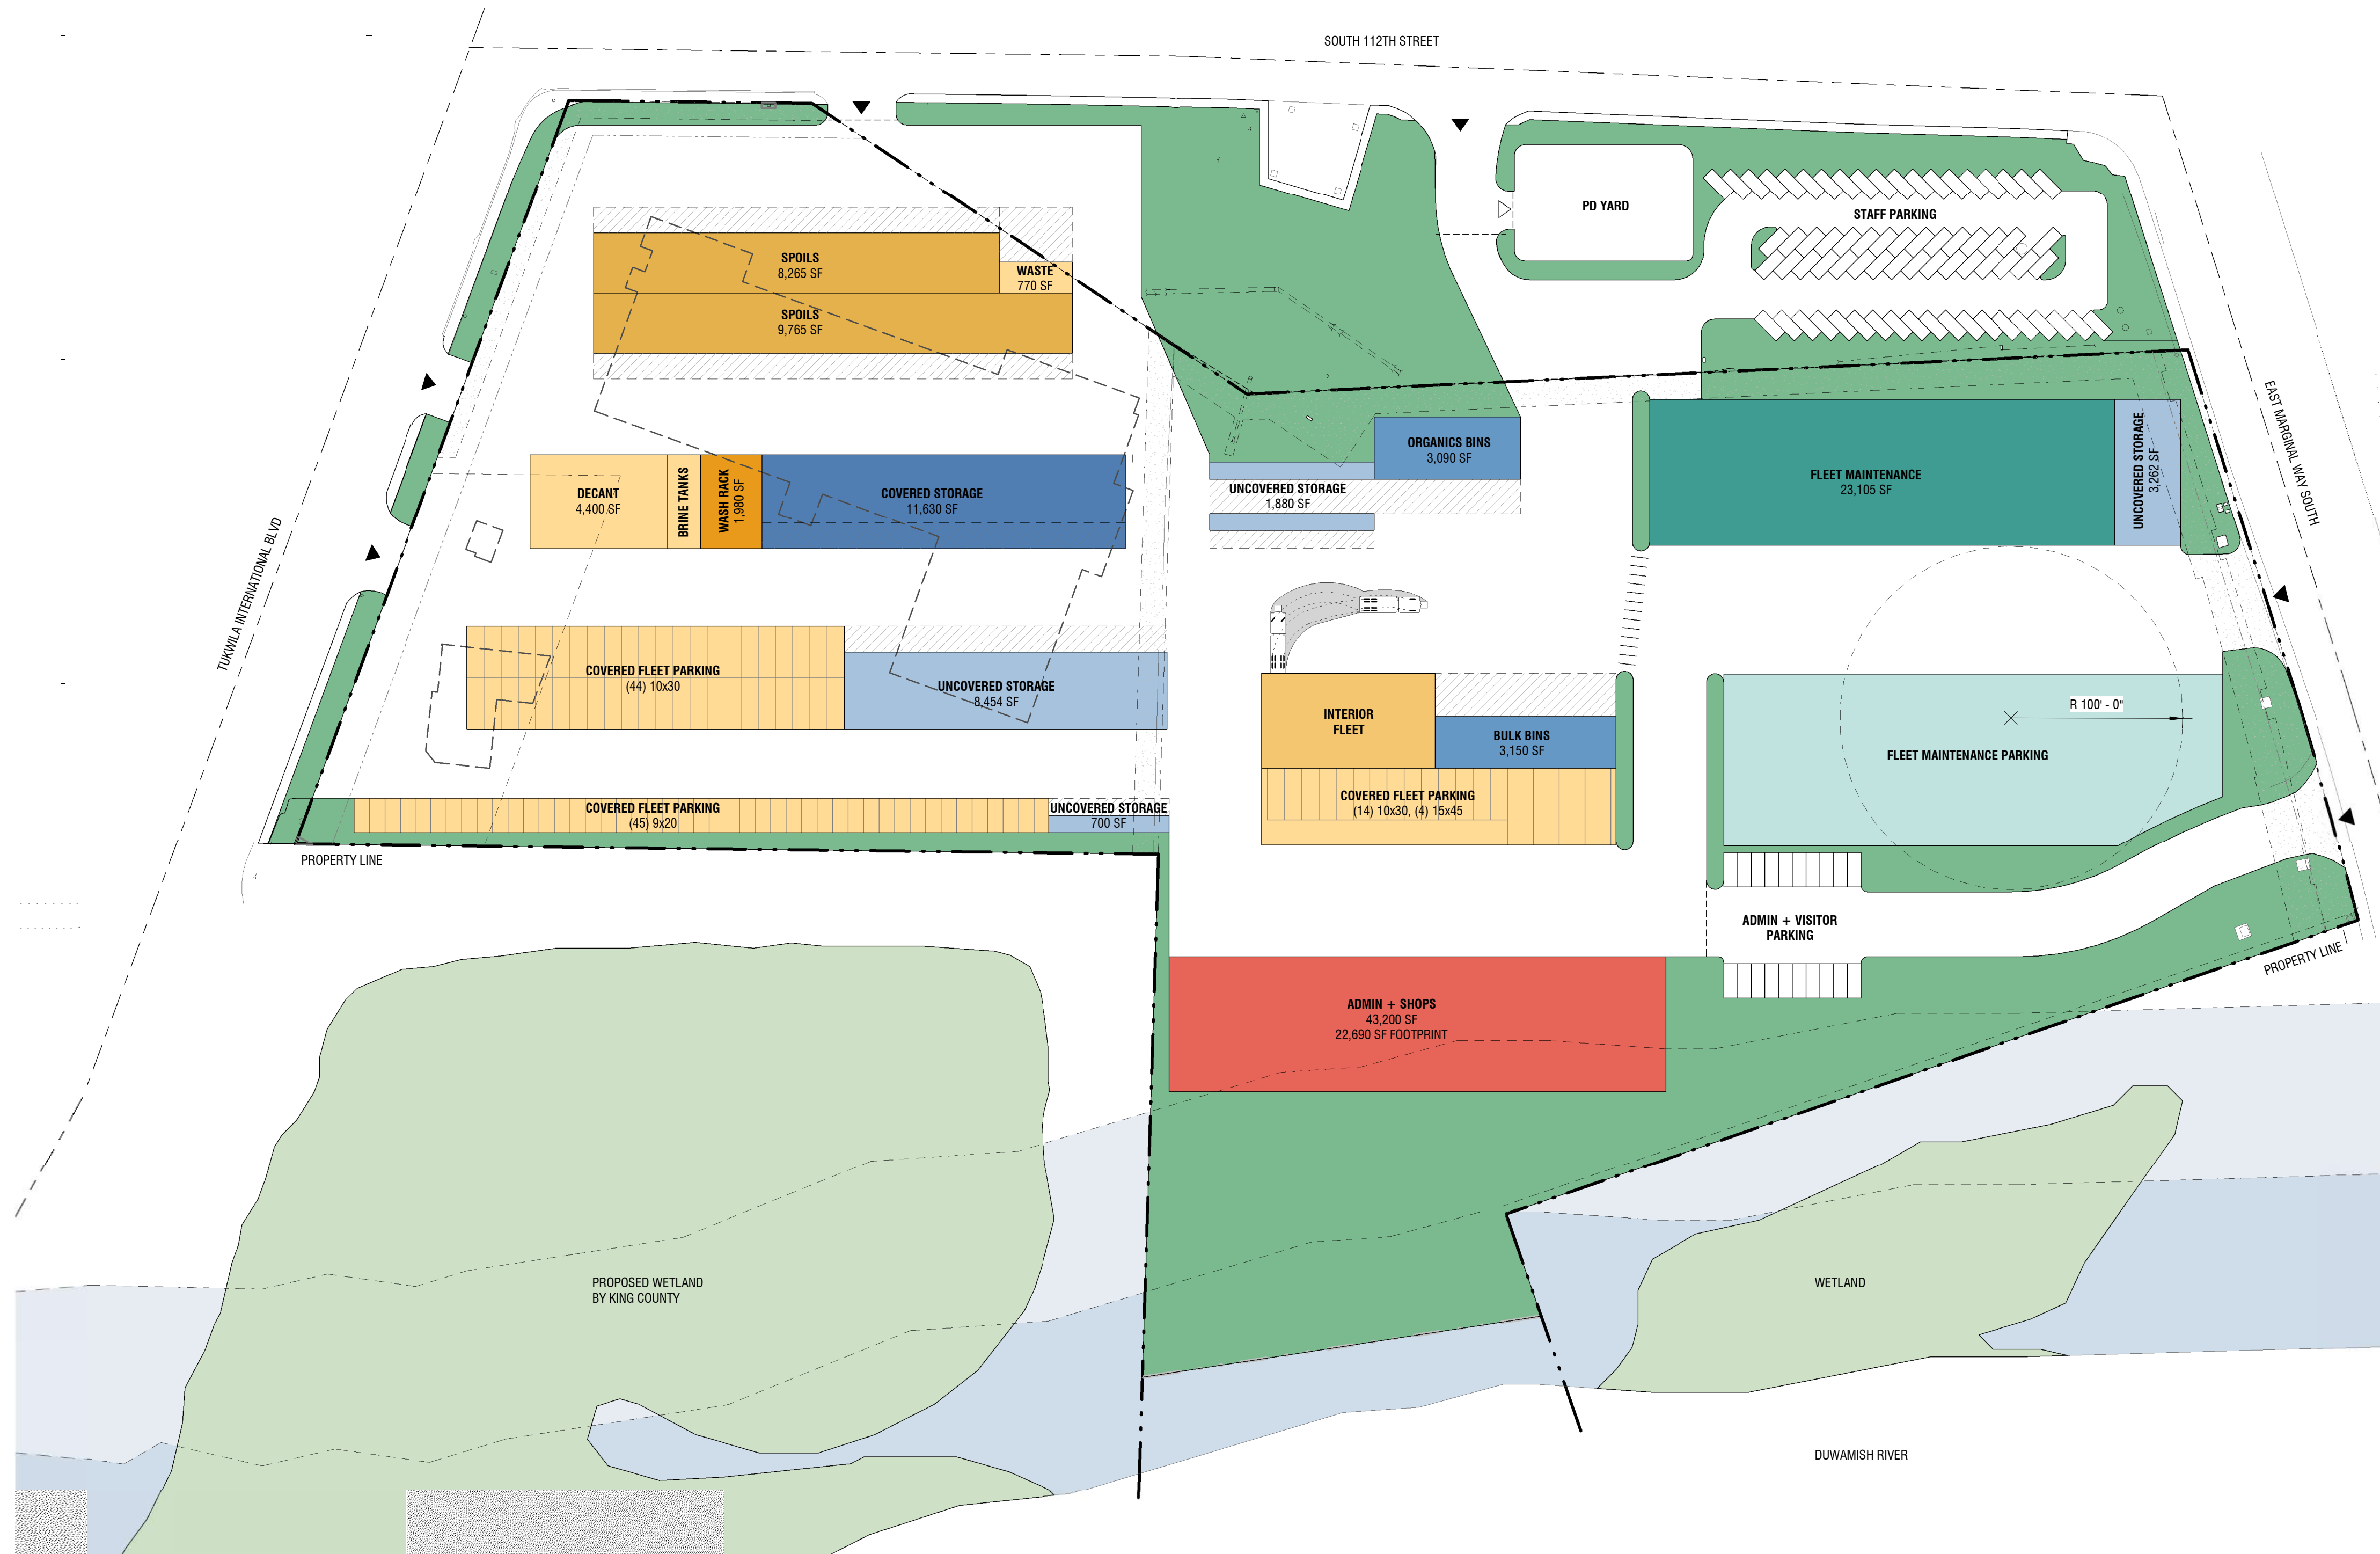 SOUTH 112TH STREET
PD YARD
STAFF PARKING
SPOILS
8,265 SF
WASTE
770 SF
SPOILS
9,765 SF
EAST MARGINAL WAY SOUTH
TUKWILA INTERNATIONAL BLVD
DECANT
4,400 SF
BRINE TANKS
WASH RACK
1,980 SF
COVERED STORAGE
11,630 SF
ORGANICS BINS
3,090 SF
UNCOVERED STORAGE
1,880 SF
FLEET MAINTENANCE
23,105 SF
UNCOVERED STORAGE
3,262 SF
COVERED FLEET PARKING
(44) 10x30
UNCOVERED STORAGE
8,454 SF
INTERIOR
FLEET
BULK BINS
3,150 SF
R 100' - 0"
FLEET MAINTENANCE PARKING
COVERED FLEET PARKING
(14) 10x30, (4) 15x45
COVERED FLEET PARKING
(45) 9x20
UNCOVERED STORAGE
700 SF
PROPERTY LINE
ADMIN + VISITOR
PARKING
PROPERTY LINE
ADMIN + SHOPS
43,200 SF
22,690 SF FOOTPRINT
PROPOSED WETLAND
BY KING COUNTY
WETLAND
DUWAMISH RIVER